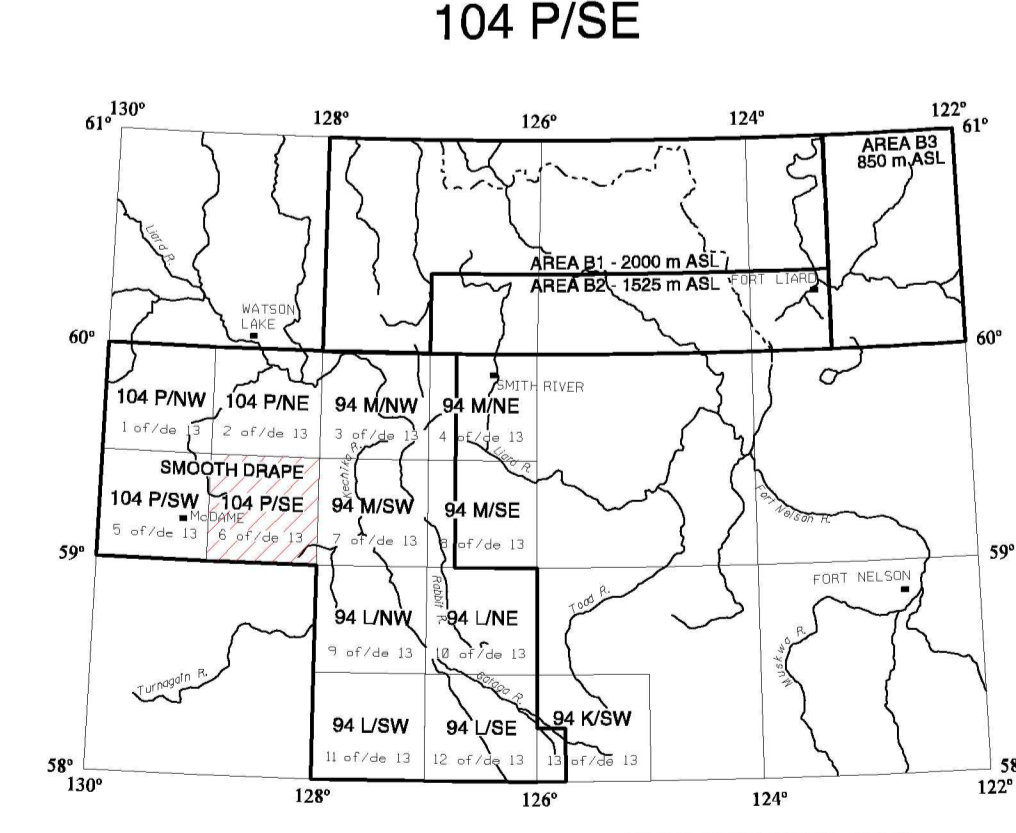 104 P/SE
130° 128° 126° 124° 122°
61° 61°
AREA B3
850 m ASL
Liard R.
AREA B1 - 2000 m ASL
AREA B2 - 1525 m ASL
FORT LIARD
WATSON
LAKE
60° 60°
SMITH RIVER
104 P/NW 104 P/NE 94 M/NW 94 M/NE
1 of/de 13 2 of/de 13 3 of/de 13 4 of/de 13
Kechika R.
Liard R.
SMOOTH DRAPE
104 P/SW 104 P/SE 94 M/SW 94 M/SE
McDAME
5 of/de 13 6 of/de 13 7 of/de 13 8 of/de 13
Fort Nelson R.
59° 59°
FORT NELSON
Rabbit R.
Toad R.
94 L/NW 94 L/NE
9 of/de 13 10 of/de 13
Muskwa R.
Turnagain R.
Gataga R.
94 L/SW 94 L/SE 94 K/SW
11 of/de 13 12 of/de 13 13 of/de 13
58° 58
130° 128° 126° 124° 122°